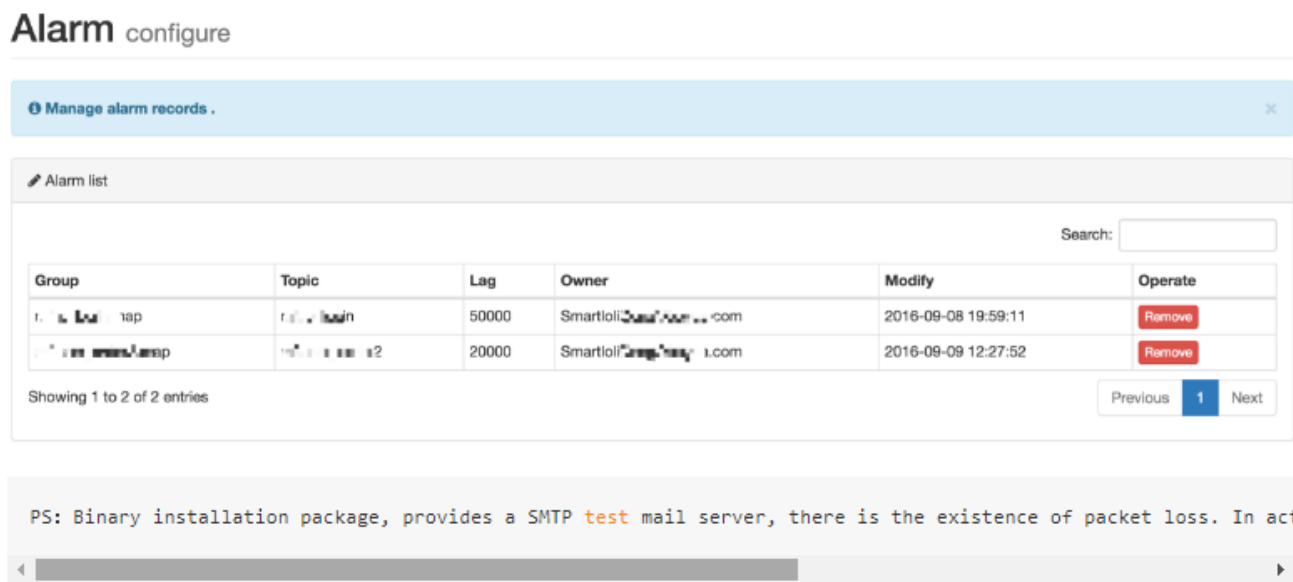 Alarm configure
Manage alarm records .
Alarm list
Search:
Group Topic Lag Owner Modify Operate
50000 2016-09-08 19:59:11 Remove
20000 2016-09-09 12:27:52 Remove
Showing 1 to 2 of 2 entries
Previous 1 Next
PS: Binary installation package, provides a SMTP test mail server, there is the existence of packet loss. In act